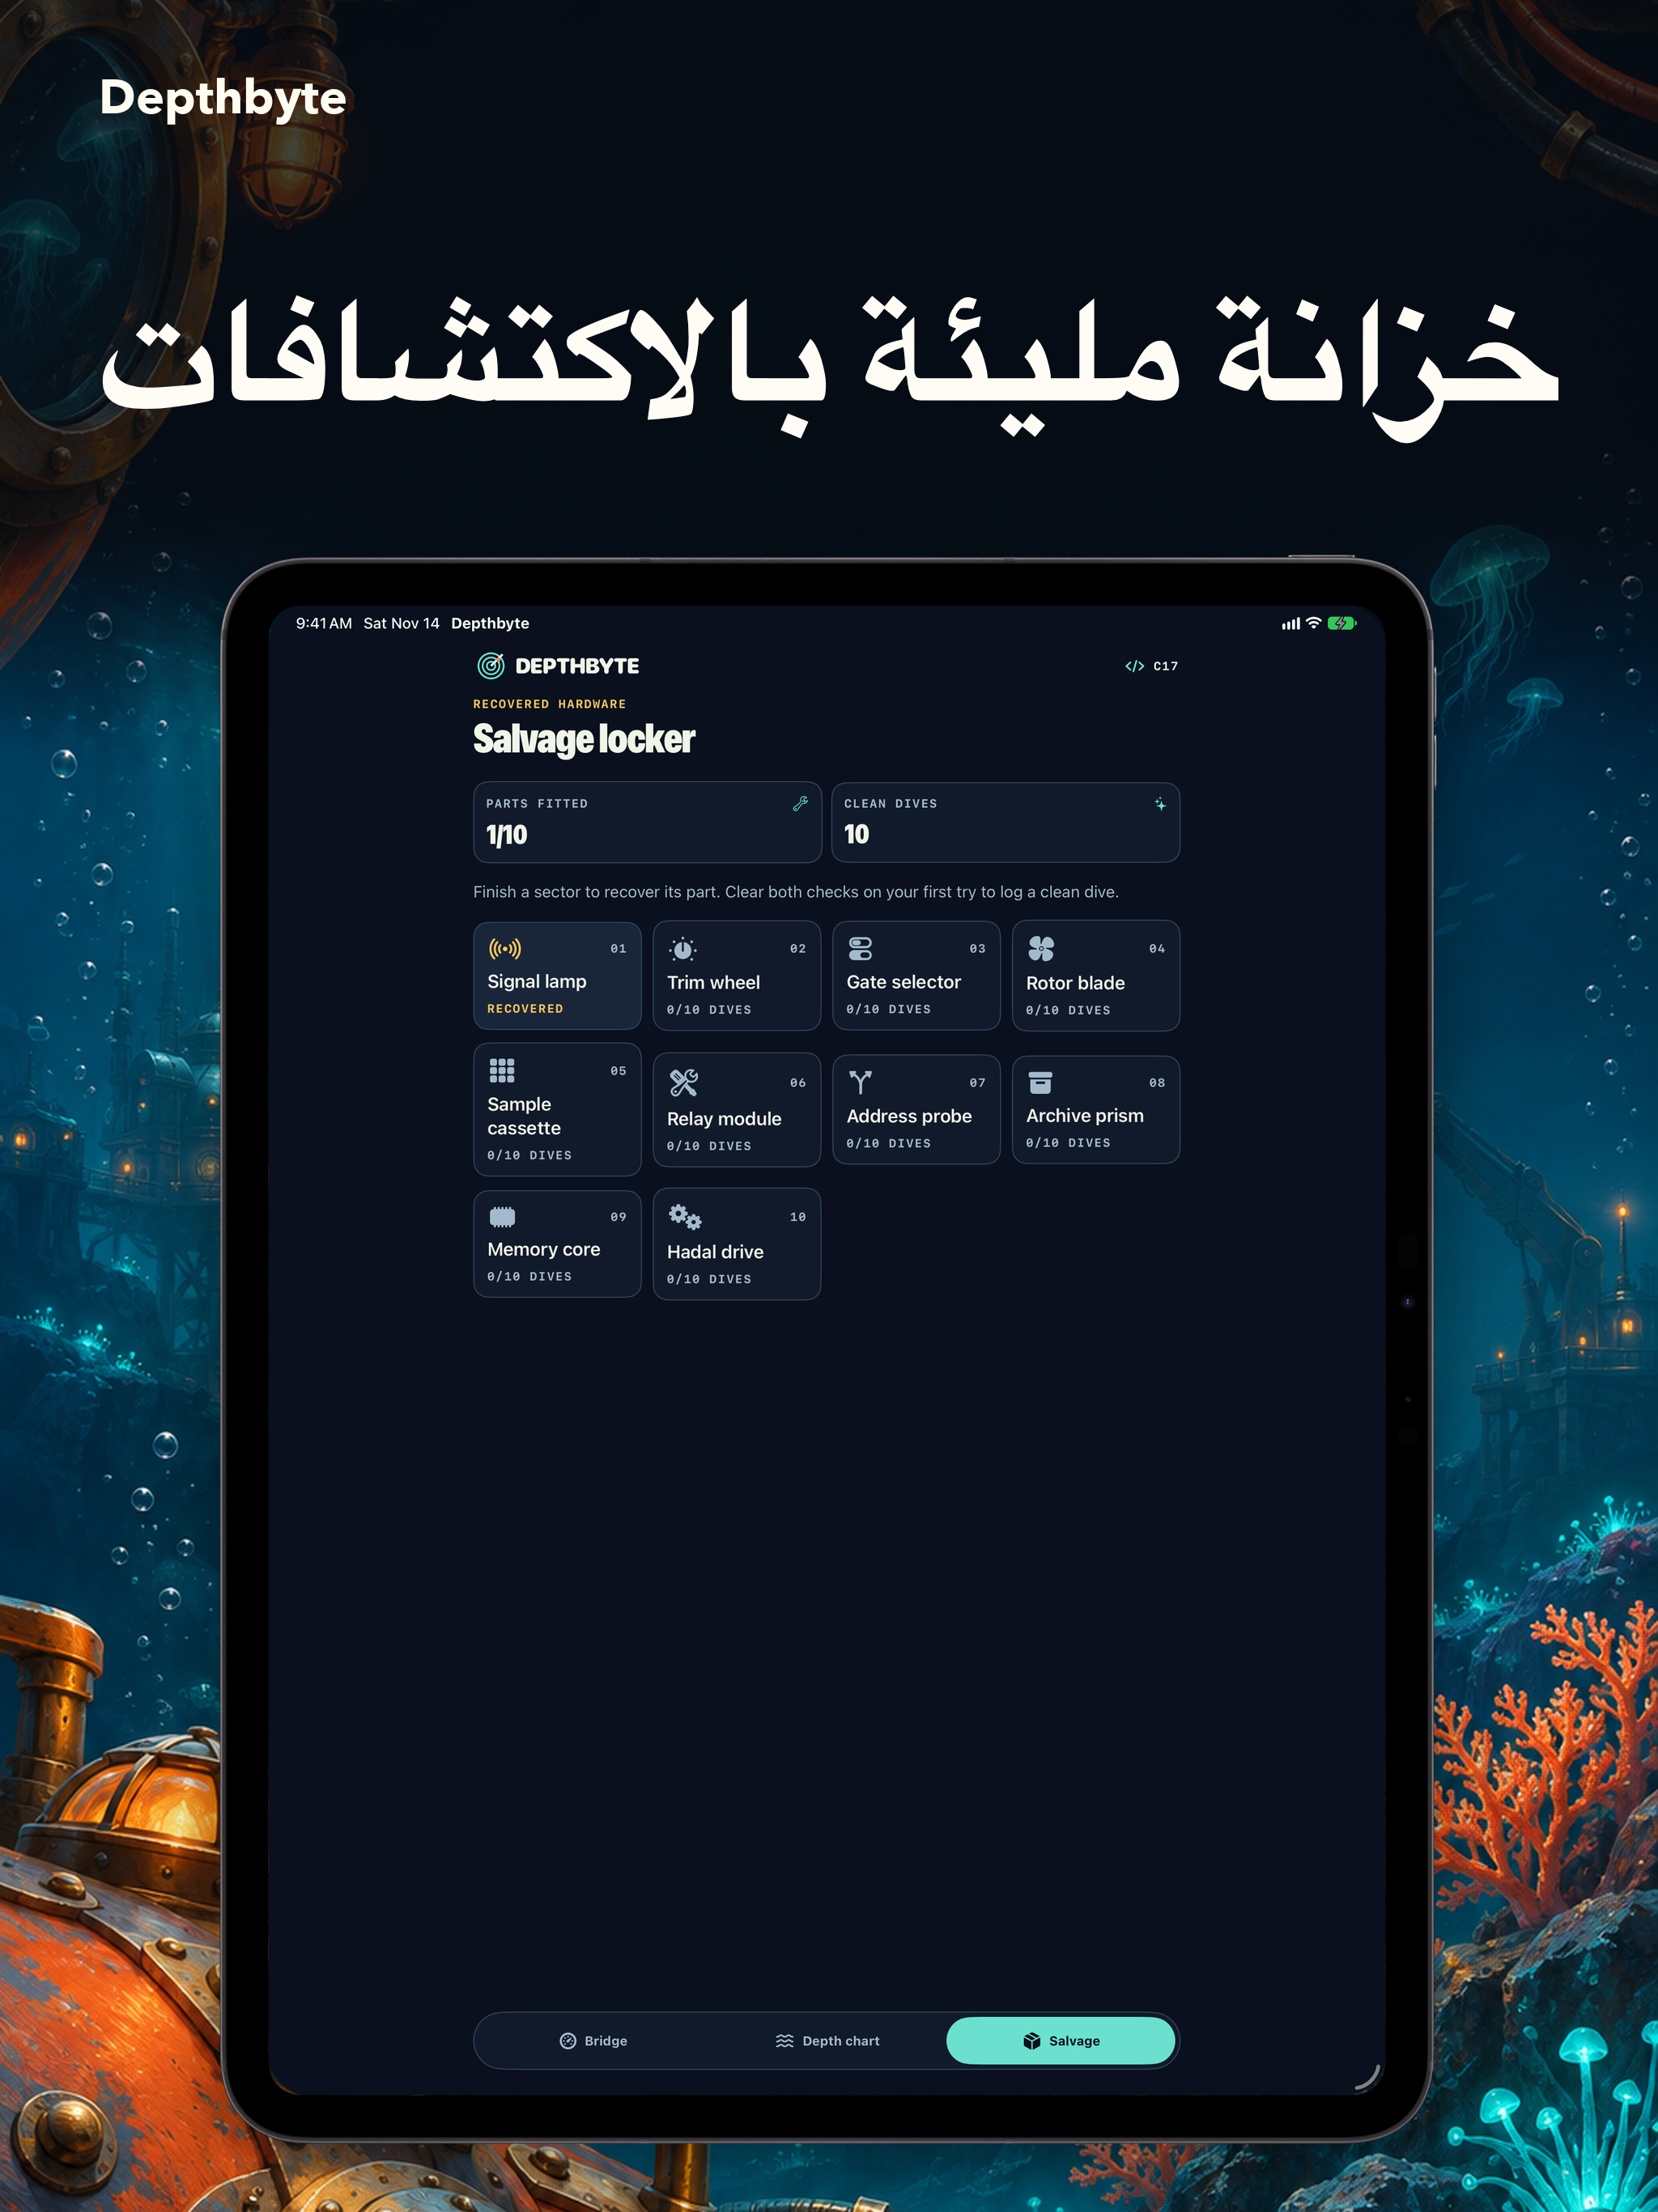 Depthbyte
خزانة مليئة بالاكتشافات
9:41 AM Sat Nov 14 Depthbyte
DEPTHBYTE
</> C17
RECOVERED HARDWARE
Salvage locker
PARTS FITTED
1/10
CLEAN DIVES
10
Finish a sector to recover its part. Clear both checks on your first try to log a clean dive.
01
Signal lamp
RECOVERED
02
Trim wheel
0/10 DIVES
03
Gate selector
0/10 DIVES
04
Rotor blade
0/10 DIVES
05
Sample
cassette
0/10 DIVES
06
Relay module
0/10 DIVES
07
Address probe
0/10 DIVES
08
Archive prism
0/10 DIVES
09
Memory core
0/10 DIVES
10
Hadal drive
0/10 DIVES
Bridge
Depth chart
Salvage